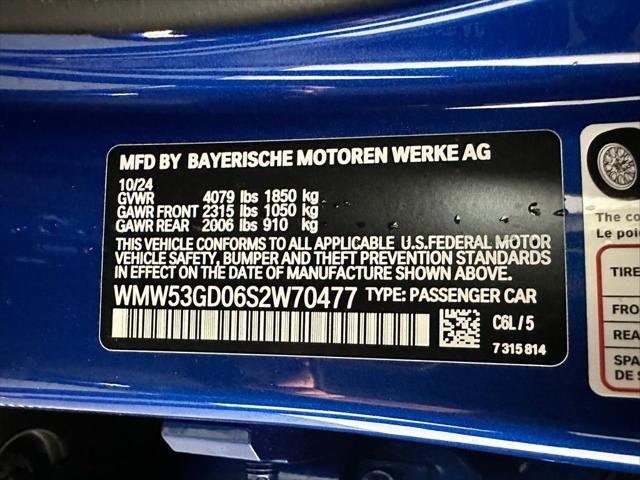 MFD BY BAYERISCHE MOTOREN WERKE AG
10/24
GVWR 4079 lbs 1850 kg
GAWR FRONT 2315 lbs 1050 kg
GAWR REAR 2006 lbs 910 kg
THIS VEHICLE CONFORMS TO ALL APPLICABLE U.S.FEDERAL MOTOR
VEHICLE SAFETY, BUMPER AND THEFT PREVENTION STANDARDS
IN EFFECT ON THE DATE OF MANUFACTURE SHOWN ABOVE.
WMW53GD06S2W70477 TYPE: PASSENGER CAR
C6L/5
7 315 814
The co
Le poi
TIRE
FRO
REA
SPA
DE S